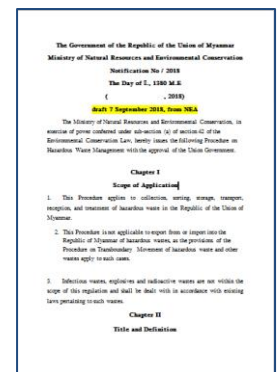 The Government of the Republic of the Union of Myanmar
Ministry of Natural Resources and Environmental Conservation
Notification No / 2018
The Day of  , 1380 M.E
( , 2018)
draft 7 September 2018, from NEA
The Ministry of Natural Resources and Environmental Conservation, in
exercise of power conferred under sub-section (a) of section 42 of the
Environmental Conservation Law, hereby issues the following Procedure on
Hazardous Waste Management with the approval of the Union Government.
Chapter I
Scope of Application
1. This Procedure applies to collection, sorting, storage, transport,
reception, and treatment of hazardous waste in the Republic of the Union of
Myanmar.
2. This Procedure is not applicable to export from or import into the
Republic of Myanmar of hazardous wastes, as the provisions of the
Procedure on Transboundary Movement of hazardous waste and other
wastes apply to such cases.
3. Infectious wastes, explosives and radioactive wastes are not within the
scope of this regulation and shall be dealt with in accordance with existing
laws pertaining to such wastes.
Chapter II
Title and Definition